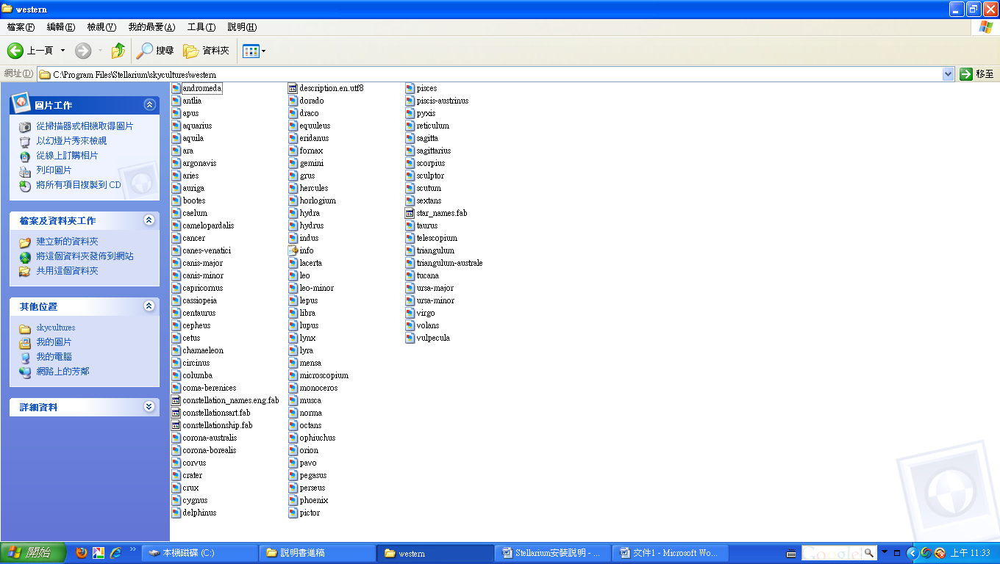 western
檔案(F) 編輯(E) 檢視(V) 我的最愛(A) 工具(T) 說明(H)
上一頁 搜尋 資料夾
網址(D) C:\Program Files\Stellarium\skycultures\western 移至
圖片工作
從掃描器或相機取得圖片
以幻燈片秀來檢視
從線上訂購相片
列印圖片
將所有項目複製到 CD
檔案及資料夾工作
建立新的資料夾
將這個資料夾發佈到網站
共用這個資料夾
其他位置
skycultures
我的圖片
我的電腦
網路上的芳鄰
詳細資料
andromeda
antlia
apus
aquarius
aquila
ara
argonavis
aries
auriga
bootes
caelum
camelopardalis
cancer
canes-venatici
canis-major
canis-minor
capricornus
cassiopeia
centaurus
cepheus
cetus
chamaeleon
circinus
columba
coma-berenices
constellation_names.eng.fab
constellationsart.fab
constellationship.fab
corona-australis
corona-borealis
corvus
crater
crux
cygnus
delphinus
description.en.utf8
dorado
draco
equuleus
eridanus
fornax
gemini
grus
hercules
horlogium
hydra
hydrus
indus
info
lacerta
leo
leo-minor
lepus
libra
lupus
lynx
lyra
mensa
microscopium
monoceros
musca
norma
octans
ophiuchus
orion
pavo
pegasus
perseus
phoenix
pictor
pisces
piscis-austrinus
pyxis
reticulum
sagitta
sagittarius
scorpius
sculptor
scutum
sextans
star_names.fab
taurus
telescopium
triangulum
triangulum-australe
tucana
ursa-major
ursa-minor
virgo
volans
vulpecula
開始 本機磁碟 (C:) 說明書進稿 western Stellarium安裝說明 - ... 文件1 - Microsoft Wo... Google 上午 11:33